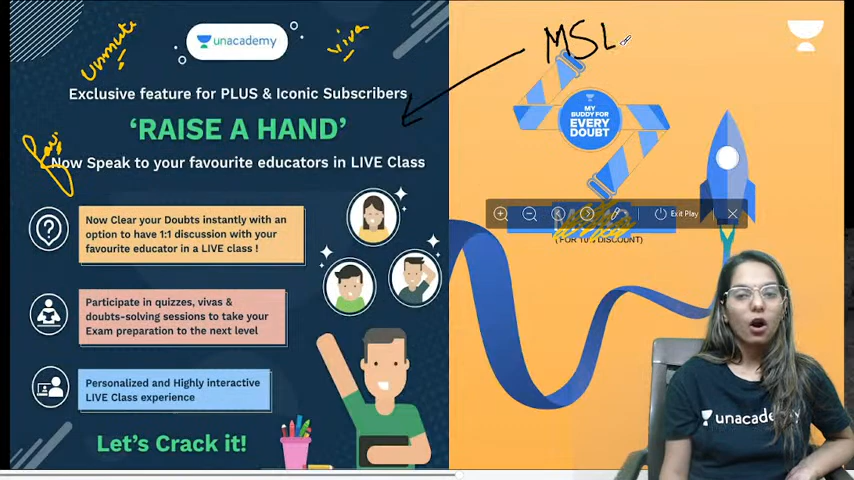 unacademy
Unmute
Viva
Exclusive feature for PLUS & Iconic Subscribers
'RAISE A HAND'
Now Speak to your favourite educators in LIVE Class
Now Clear your Doubts instantly with an
option to have 1:1 discussion with your
favourite educator in a LIVE class !
Participate in quizzes, vivas &
doubts-solving sessions to take your
Exam preparation to the next level
Personalized and Highly interactive
LIVE Class experience
Let's Crack it!
MSL
MY
BUDDY FOR
EVERY
DOUBT
Exit Play
( FOR 10% DISCOUNT)
unacademy